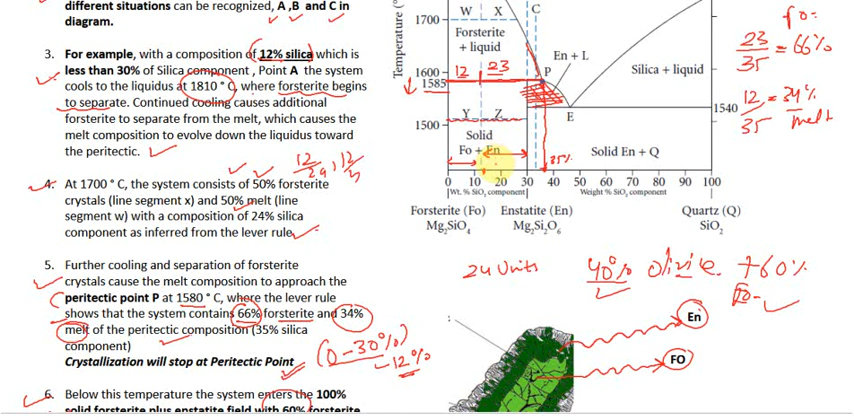 different situations can be recognized, A ,B and C in
diagram.
3. For example, with a composition of 12% silica which is
less than 30% of Silica component , Point A the system
cools to the liquidus at 1810 ° C, where forsterite begins
to separate. Continued cooling causes additional
forsterite to separate from the melt, which causes the
melt composition to evolve down the liquidus toward
the peritectic.
4. At 1700 ° C, the system consists of 50% forsterite
crystals (line segment x) and 50% melt (line
segment w) with a composition of 24% silica
component as inferred from the lever rule.
5. Further cooling and separation of forsterite
crystals cause the melt composition to approach the
peritectic point P at 1580 ° C, where the lever rule
shows that the system contains 66% forsterite and 34%
melt of the peritectic composition (35% silica
component)
Crystallization will stop at Peritectic Point
(0-30%)
12%
6. Below this temperature the system enters the 100%
solid forsterite plus enstatite field with 60% forsterite
Temperature (°
1700
1600
1585
1500
W X C
Forsterite
+ liquid
12 23
P
En + L
Silica + liquid
E
1540
Y Z
Solid
Fo + En
Solid En + Q
35%
0 10 20 30 40 50 60 70 80 90 100
Wt. % SiO2 component
Weight % SiO2 component
Forsterite (Fo) Enstatite (En) Quartz (Q)
Mg2SiO4 Mg2Si2O6 SiO2
fo=
23/35 = 66%
12/35 = 34% melt
24 Units
40% olivine +60%
En
FO